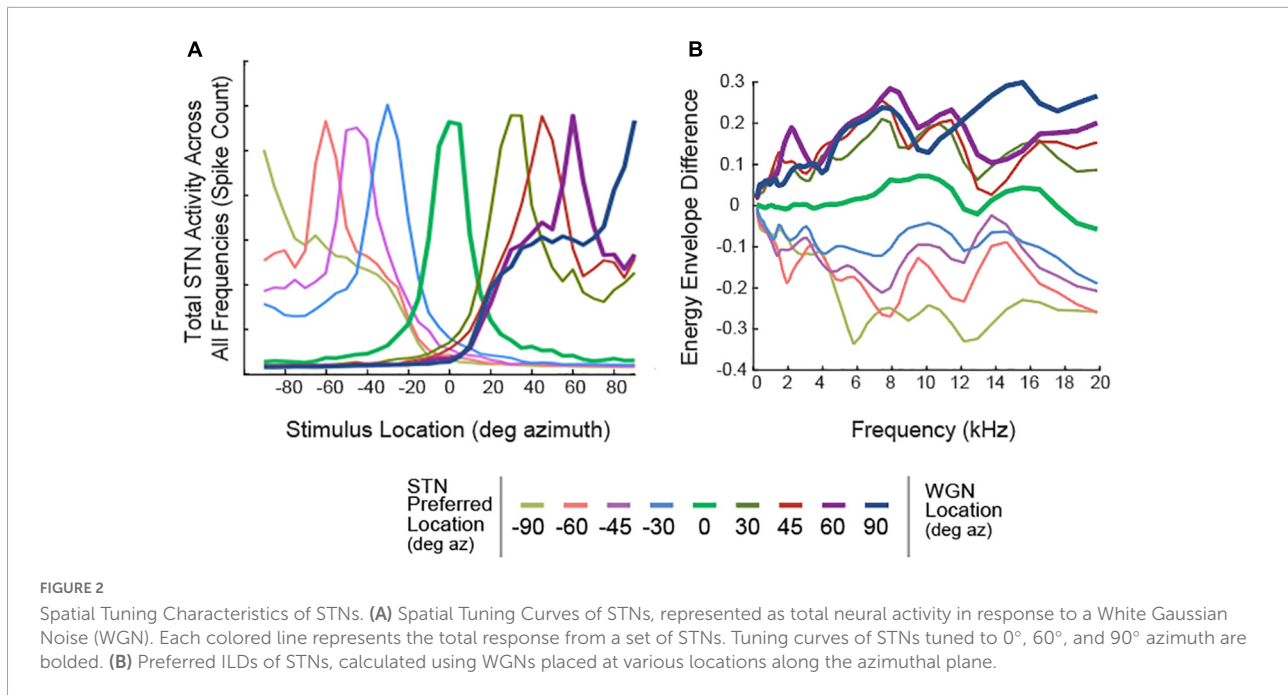 A
Total STN Activity Across
All Frequencies (Spike Count)
-80 -60 -40 -20 0 20 40 60 80
Stimulus Location (deg azimuth)
B
Energy Envelope Difference
0.3
0.2
0.1
0
-0.1
-0.2
-0.3
-0.4
0 2 4 6 8 10 12 14 16 18 20
Frequency (kHz)
STN
Preferred
Location
(deg az)
-90 -60 -45 -30 0 30 45 60 90
WGN
Location
(deg az)
FIGURE 2
Spatial Tuning Characteristics of STNs. (A) Spatial Tuning Curves of STNs, represented as total neural activity in response to a White Gaussian
Noise (WGN). Each colored line represents the total response from a set of STNs. Tuning curves of STNs tuned to 0°, 60°, and 90° azimuth are
bolded. (B) Preferred ILDs of STNs, calculated using WGNs placed at various locations along the azimuthal plane.